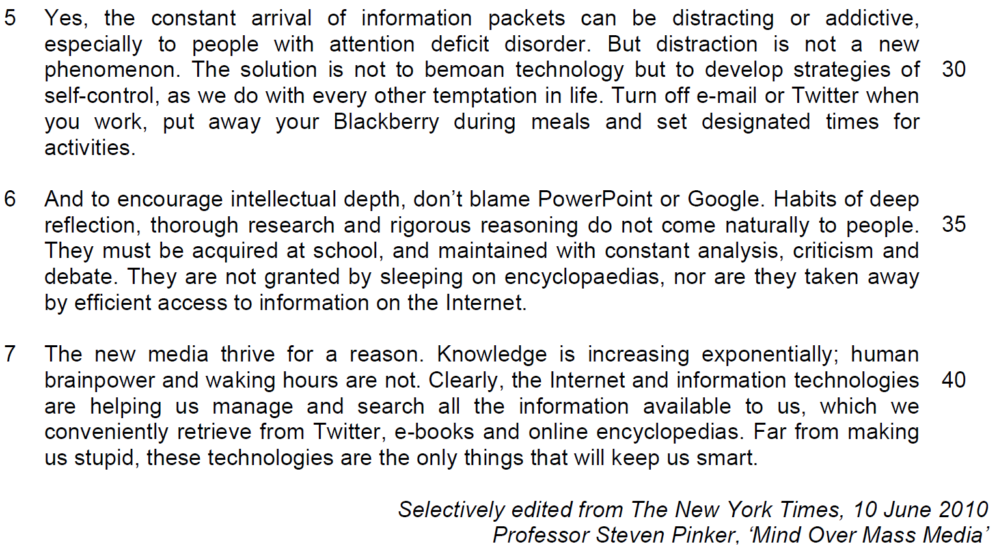 5 Yes, the constant arrival of information packets can be distracting or addictive,
especially to people with attention deficit disorder. But distraction is not a new
phenomenon. The solution is not to bemoan technology but to develop strategies of 30
self-control, as we do with every other temptation in life. Turn off e-mail or Twitter when
you work, put away your Blackberry during meals and set designated times for
activities.
6 And to encourage intellectual depth, don't blame PowerPoint or Google. Habits of deep
reflection, thorough research and rigorous reasoning do not come naturally to people. 35
They must be acquired at school, and maintained with constant analysis, criticism and
debate. They are not granted by sleeping on encyclopaedias, nor are they taken away
by efficient access to information on the Internet.
7 The new media thrive for a reason. Knowledge is increasing exponentially; human
brainpower and waking hours are not. Clearly, the Internet and information technologies 40
are helping us manage and search all the information available to us, which we
conveniently retrieve from Twitter, e-books and online encyclopedias. Far from making
us stupid, these technologies are the only things that will keep us smart.
Selectively edited from The New York Times, 10 June 2010
Professor Steven Pinker, 'Mind Over Mass Media'